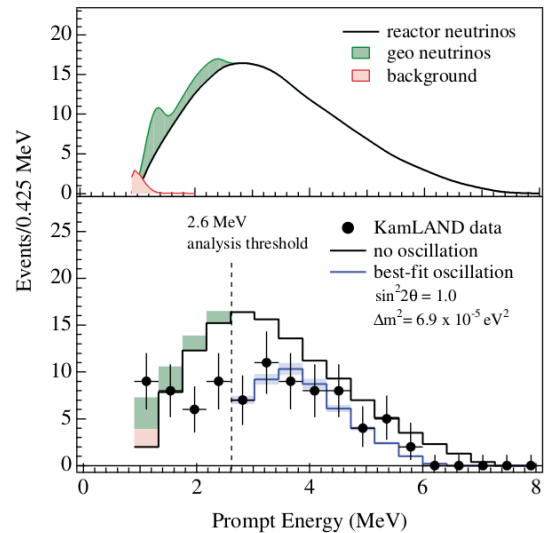 20
15
10
5
0
reactor neutrinos
geo neutrinos
background
Events/0.425 MeV
25
20
15
10
5
0
2.6 MeV
analysis threshold
KamLAND data
no oscillation
best-fit oscillation
sin²2θ = 1.0
Δm²= 6.9 x 10⁻⁵ eV²
0 2 4 6 8
Prompt Energy (MeV)